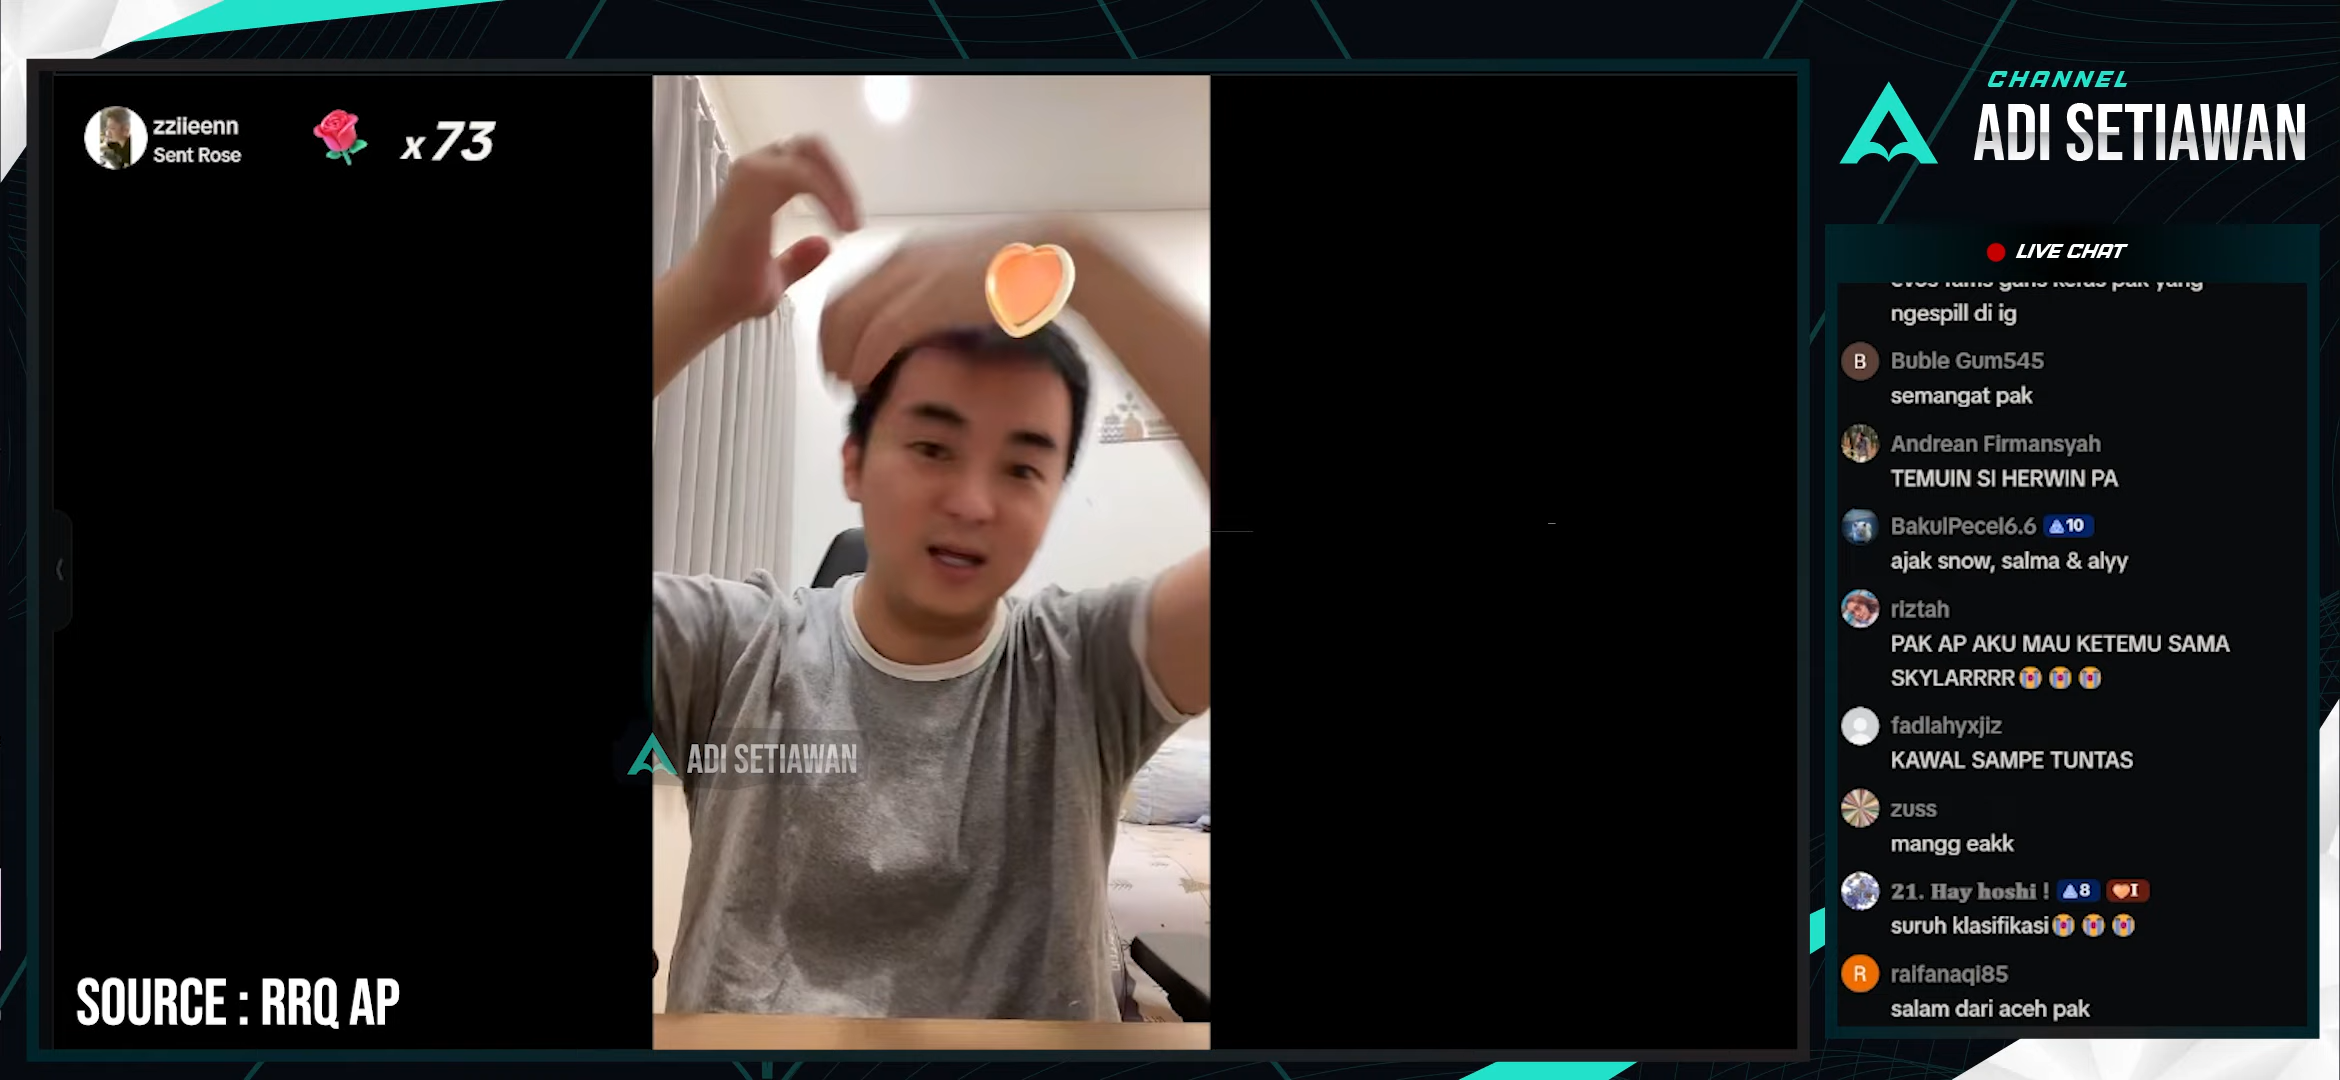 zziieenn
Sent Rose
x73
CHANNEL
ADI SETIAWAN
LIVE CHAT
ngespill di ig
B
Buble Gum545
semangat pak
Andrean Firmansyah
TEMUIN SI HERWIN PA
BakulPecel6.6 10
ajak snow, salma & alyy
riztah
PAK AP AKU MAU KETEMU SAMA
SKYLARRRR😭😭😭
fadlahyxjiz
KAWAL SAMPE TUNTAS
zuss
mangg eakk
21. Hay hoshi ! 8 I
suruh klasifikasi😭😭😭
R
ralfanaqi85
salam dari aceh pak
ADI SETIAWAN
SOURCE : RRQ AP